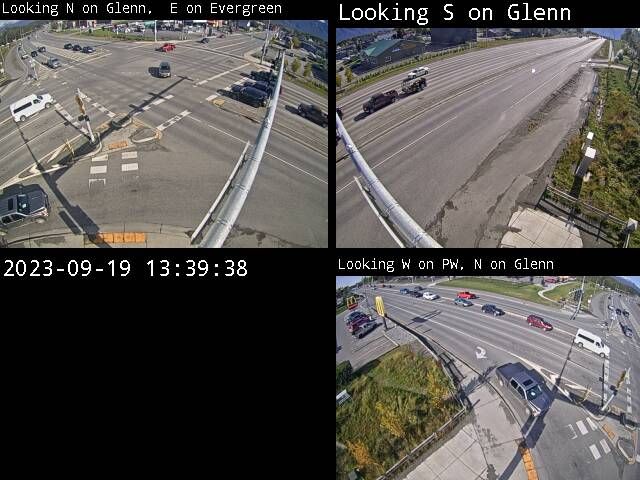 Looking N on Glenn, E on Evergreen
Looking S on Glenn
2023-09-19 13:39:38
Looking W on PW, N on Glenn